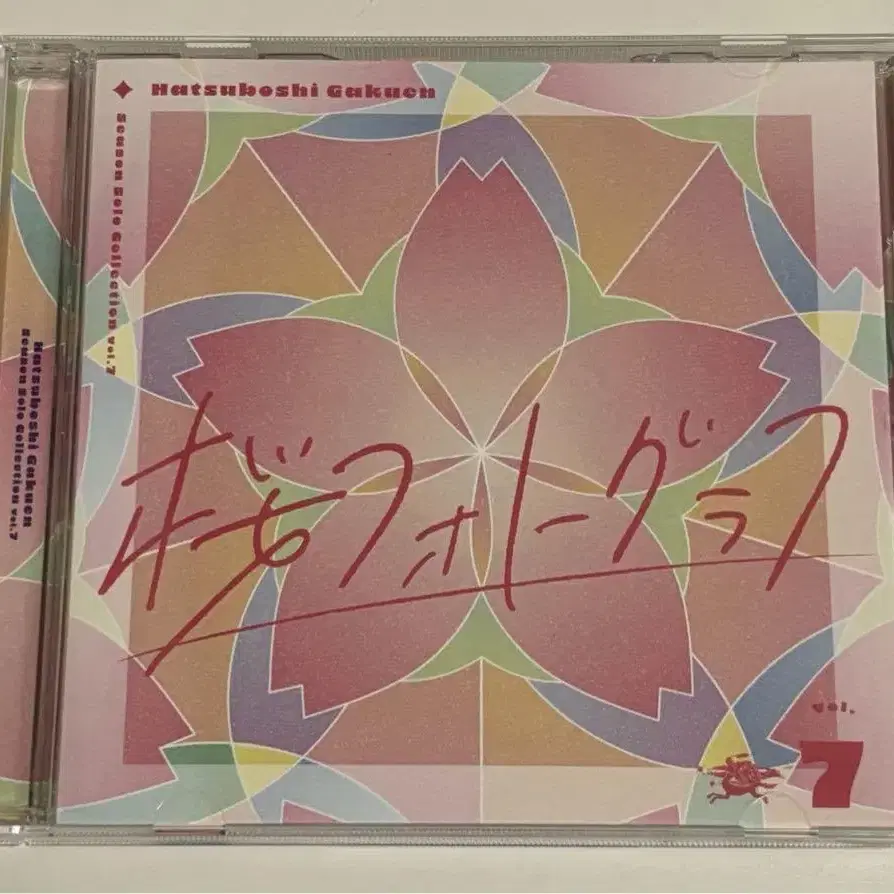 Hatsuboshi Gakuen
Season Solo Collection vol.7
桜フォトグラフ
vol.
7
Hatsuboshi Gakuen
Season Solo Collection vol.7